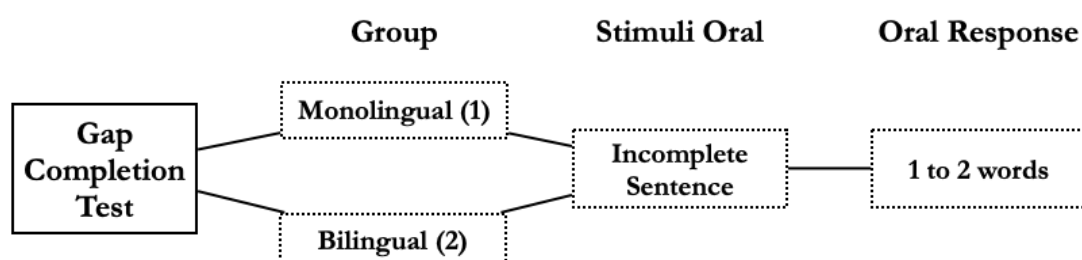 Group Stimuli Oral Oral Response
Monolingual (1)
Gap
Completion
Test
Incomplete
Sentence
1 to 2 words
Bilingual (2)